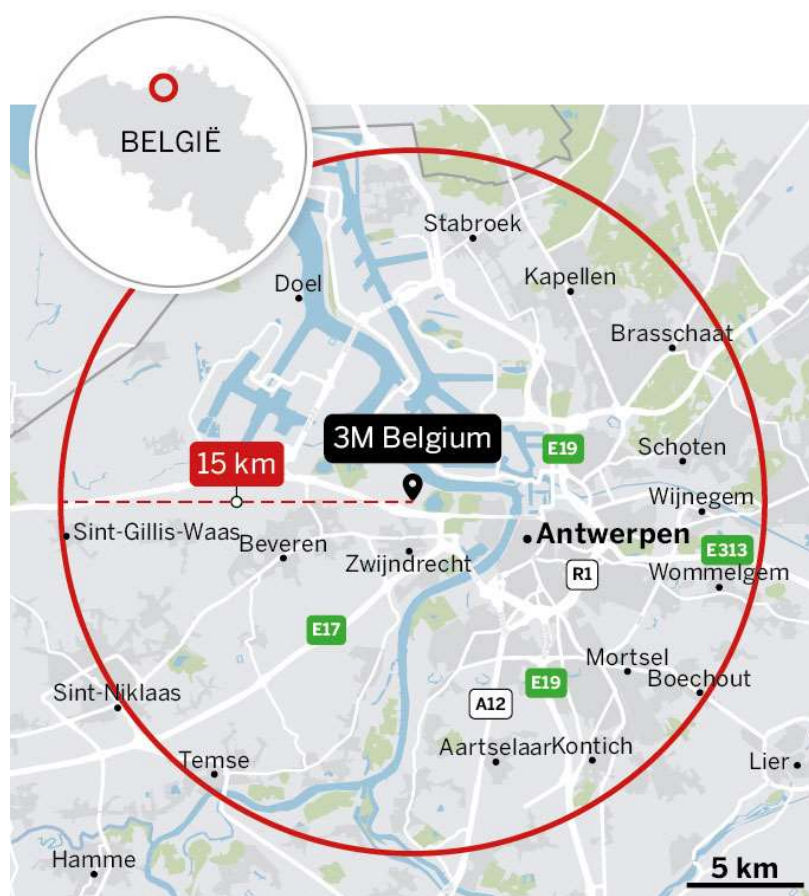 BELGIË
Stabroek
Kapellen
Doel
Brasschaat
3M Belgium
15 km
E19
Schoten
Wijnegem
Sint-Gillis-Waas
Beveren
Zwijndrecht
Antwerpen
E313
R1
Wommelgem
E17
Mortsel
Boechout
Sint-Niklaas
E19
A12
Temse
Aartselaar
Kontich
Lier
Hamme
5 km